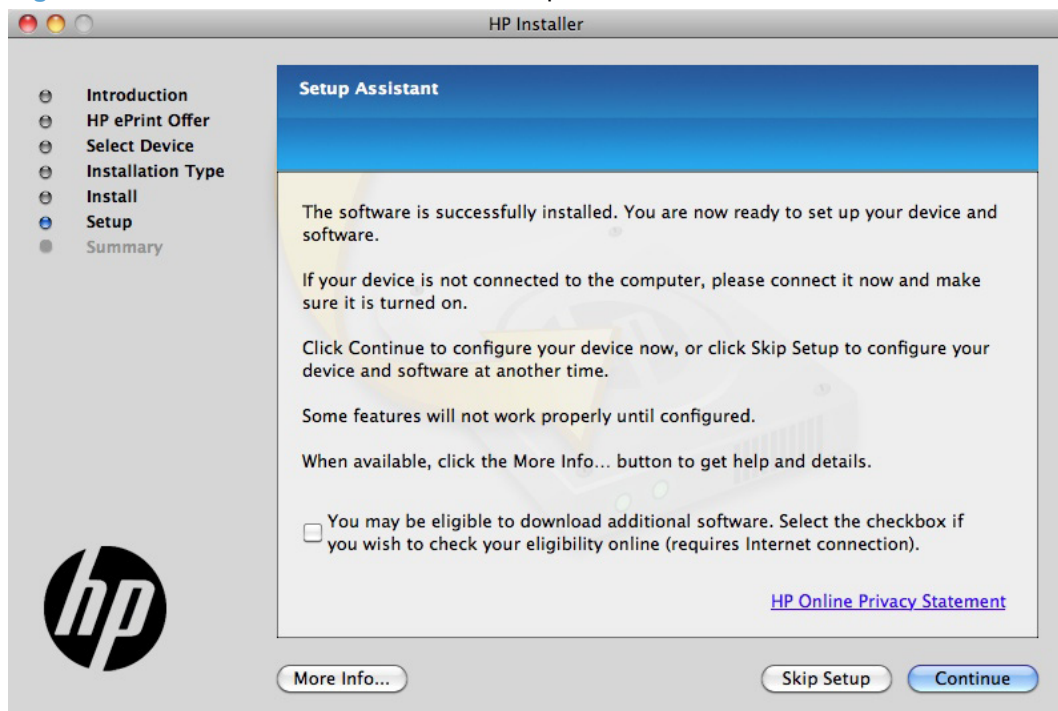 HP Installer
Introduction
HP ePrint Offer
Select Device
Installation Type
Install
Setup
Summary
Setup Assistant
The software is successfully installed. You are now ready to set up your device and
software.
If your device is not connected to the computer, please connect it now and make
sure it is turned on.
Click Continue to configure your device now, or click Skip Setup to configure your
device and software at another time.
Some features will not work properly until configured.
When available, click the More Info... button to get help and details.
You may be eligible to download additional software. Select the checkbox if
you wish to check your eligibility online (requires Internet connection).
HP Online Privacy Statement
hp
More Info...
Skip Setup
Continue